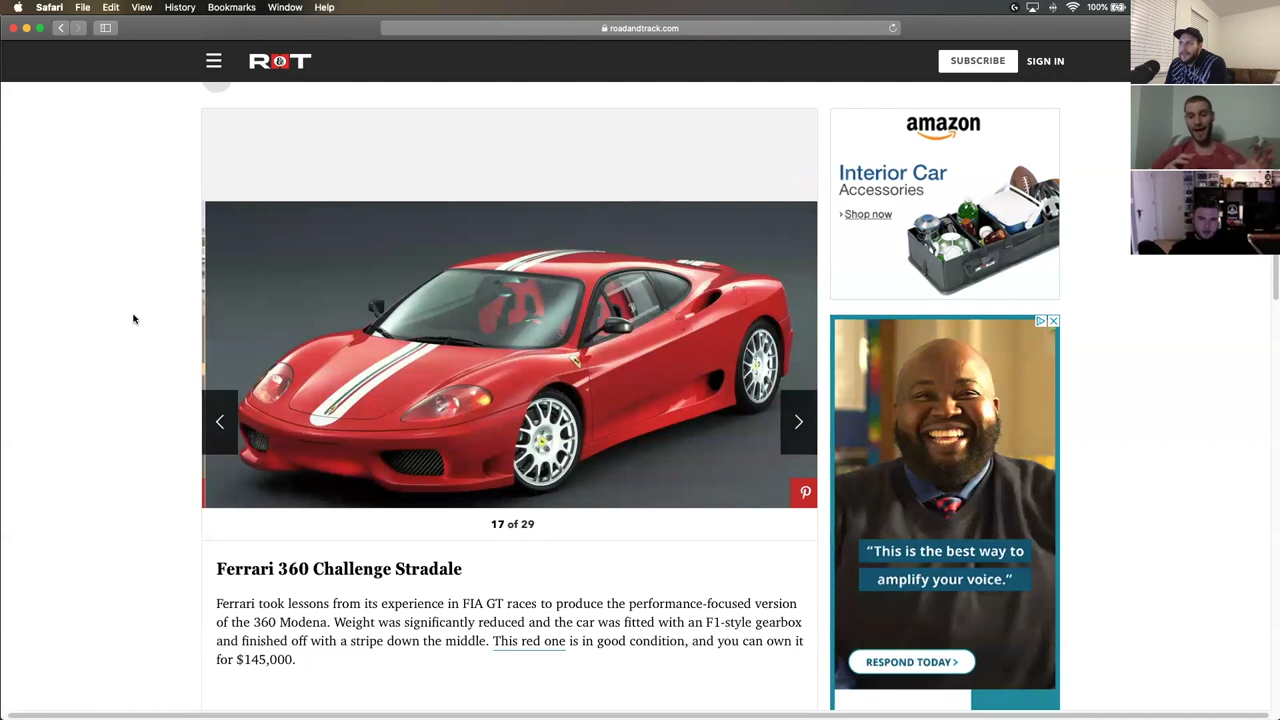 Safari File Edit View History Bookmarks Window Help 100%
roadandtrack.com
R&T
SUBSCRIBE SIGN IN
amazon
Interior Car
Accessories
› Shop now
17 of 29
Ferrari 360 Challenge Stradale
Ferrari took lessons from its experience in FIA GT races to produce the performance-focused version
of the 360 Modena. Weight was significantly reduced and the car was fitted with an F1-style gearbox
and finished off with a stripe down the middle. This red one is in good condition, and you can own it
for $145,000.
“This is the best way to
amplify your voice.”
RESPOND TODAY >